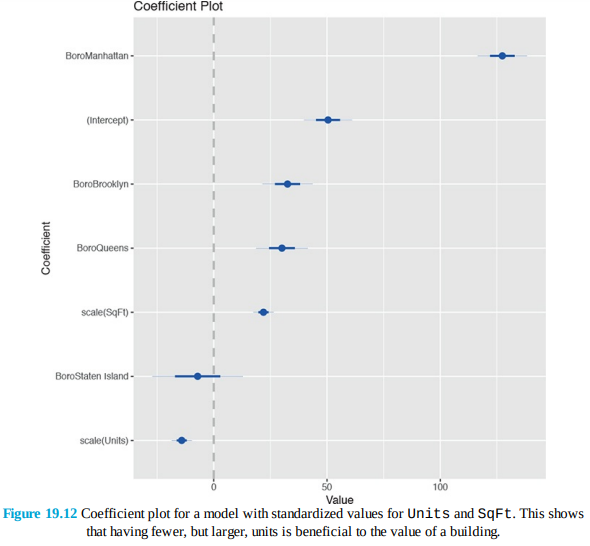 Coefficient Plot
BoroManhattan
(Intercept)
BoroBrooklyn
BoroQueens
scale(SqFt)
BoroStaten Island
scale(Units)
Coefficient
0
50
100
Value
Figure 19.12 Coefficient plot for a model with standardized values for Units and SqFt. This shows
that having fewer, but larger, units is beneficial to the value of a building.